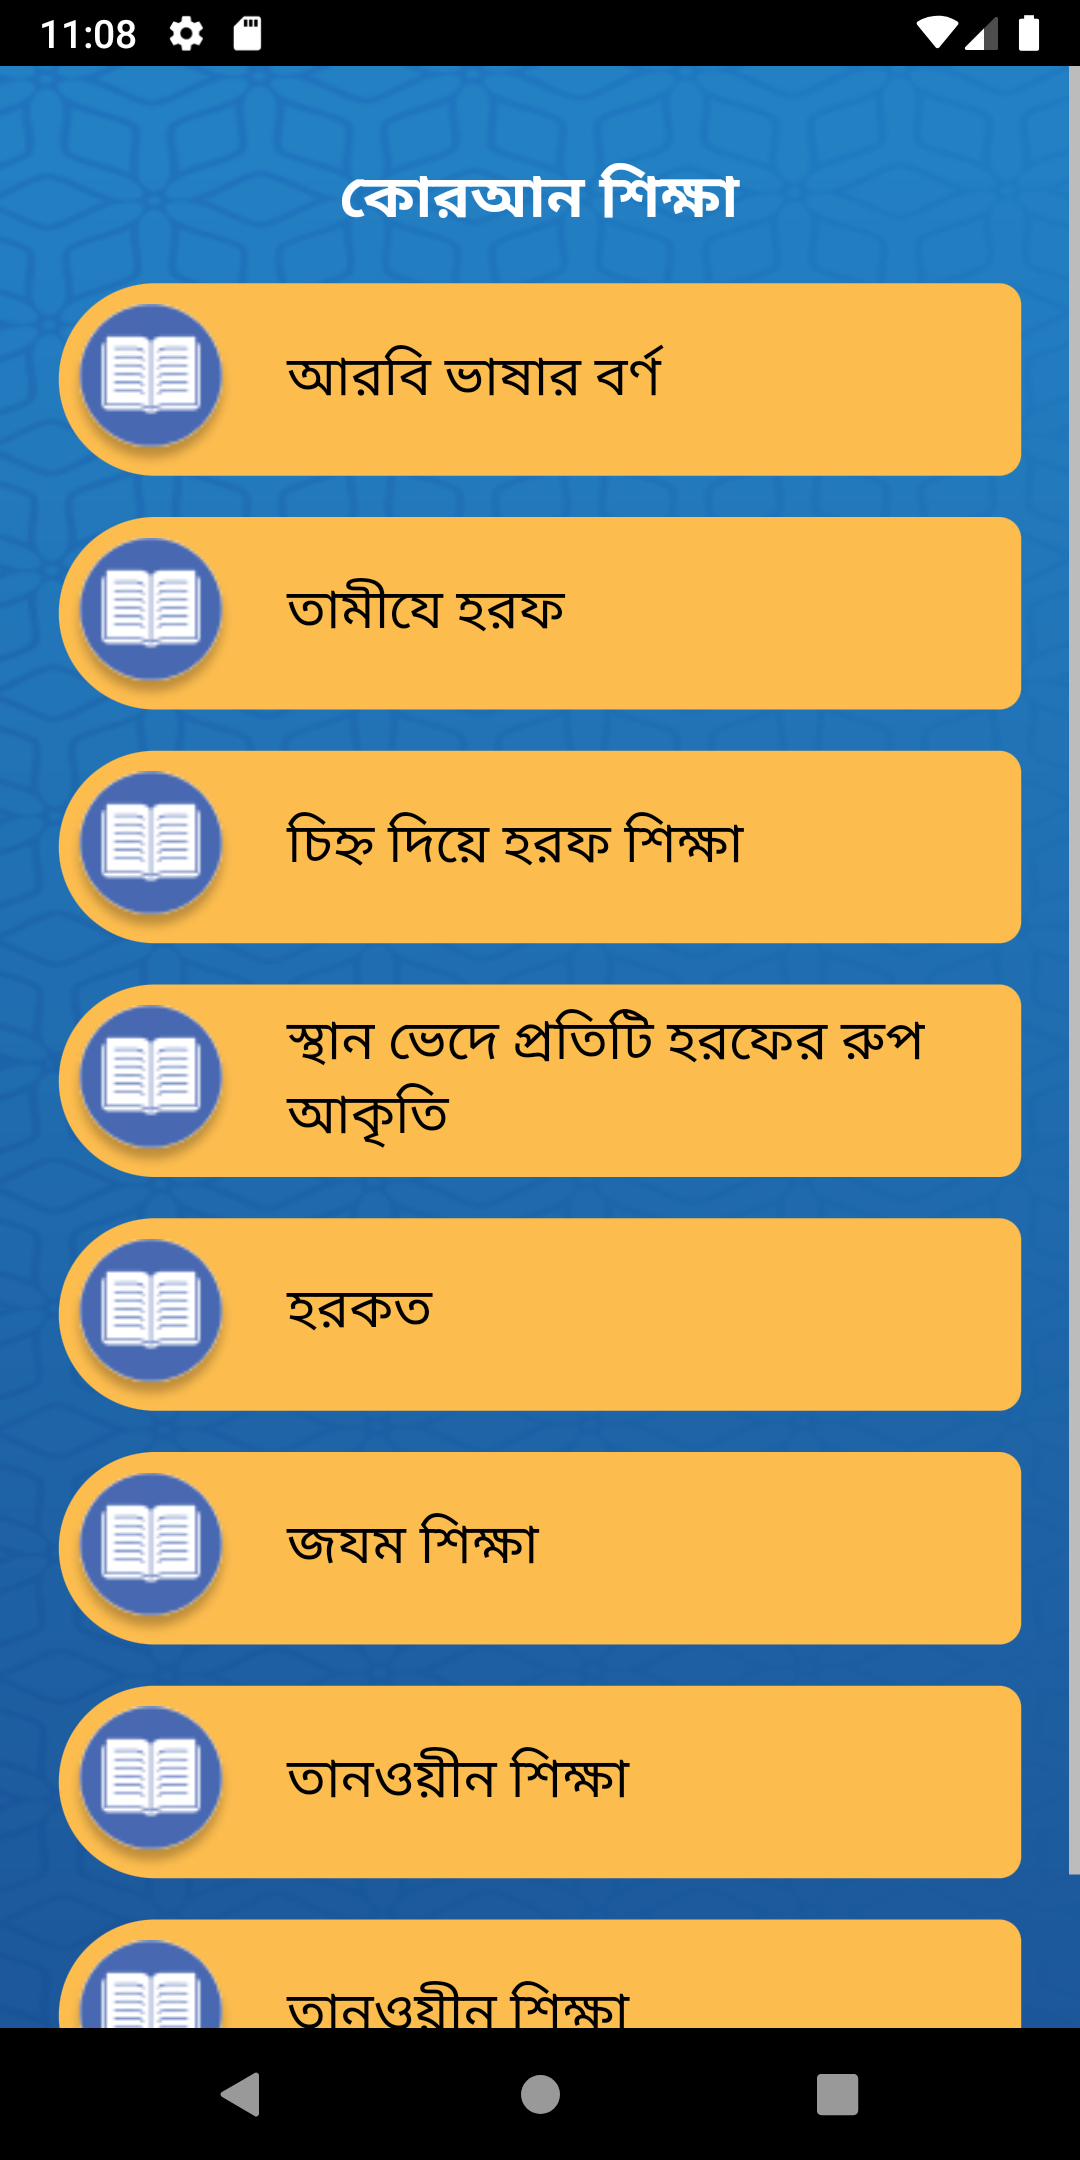 11:08
কোরআন শিক্ষা
আরবি ভাষার বর্ণ
তামীযে হরফ
চিহ্ন দিয়ে হরফ শিক্ষা
স্থান ভেদে প্রতিটি হরফের রুপ
আকৃতি
হরকত
জযম শিক্ষা
তানওয়ীন শিক্ষা
তানওয়ীন শিক্ষা